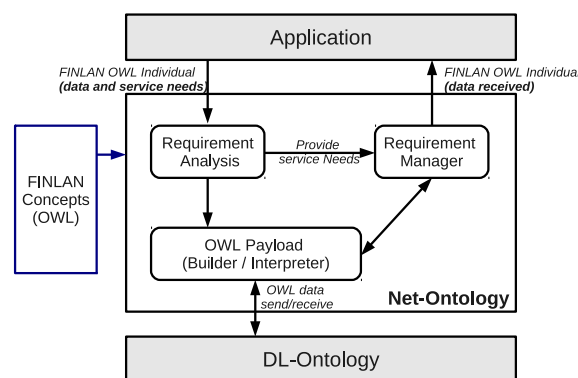 Application
FINLAN OWL Individual
(data and service needs)
FINLAN OWL Individual
(data received)
FINLAN
Concepts
(OWL)
Requirement
Analysis
Provide
service Needs
Requirement
Manager
OWL Payload
(Builder / Interpreter)
OWL data
send/receive
Net-Ontology
DL-Ontology